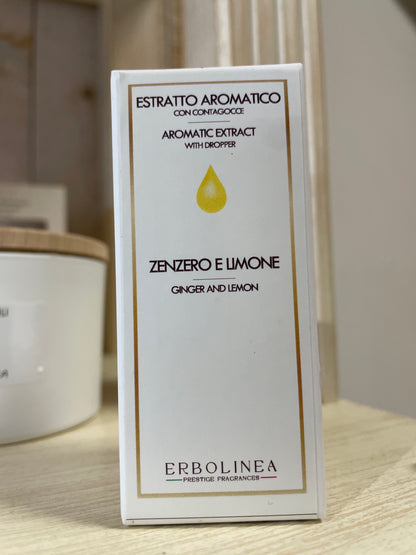 ESTRATTO AROMATICO
CON CONTAGOCCE
AROMATIC EXTRACT
WITH DROPPER
ZENZERO E LIMONE
GINGER AND LEMON
ERBOLINEA
PRESTIGE FRAGRANCES